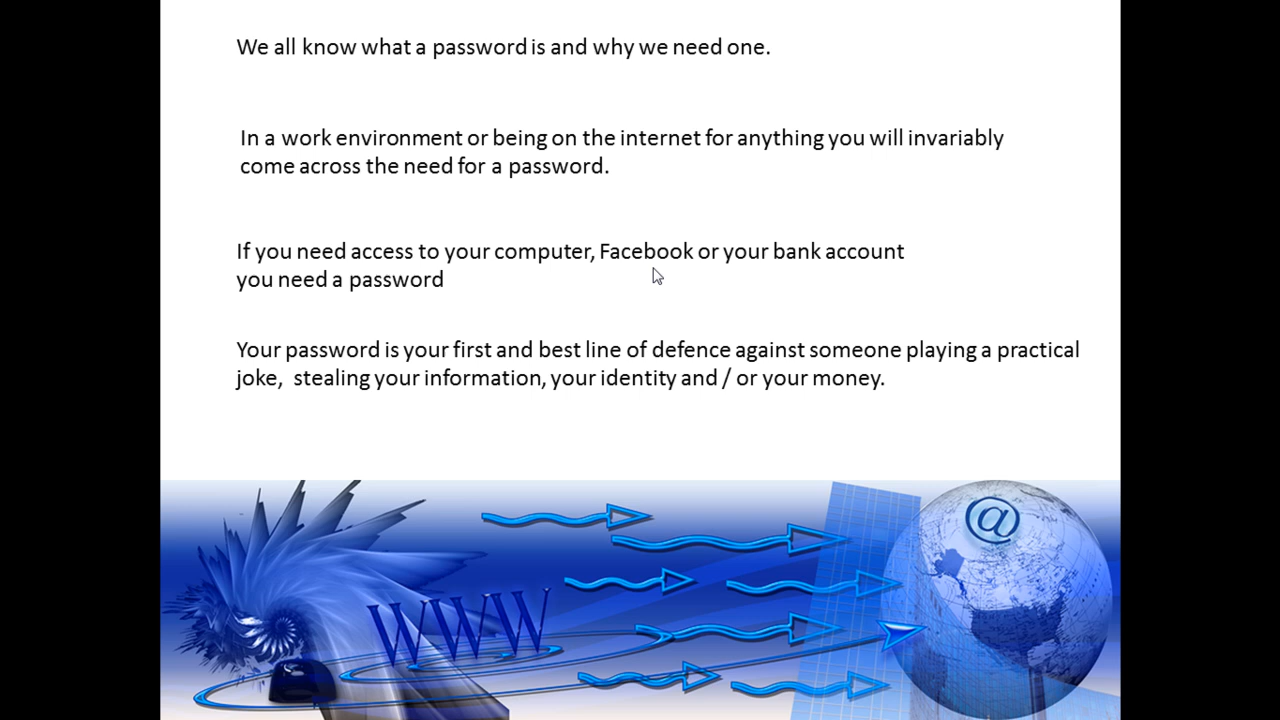 We all know what a password is and why we need one.
In a work environment or being on the internet for anything you will invariably
come across the need for a password.
If you need access to your computer, Facebook or your bank account
you need a password
Your password is your first and best line of defence against someone playing a practical
joke,  stealing your information, your identity and / or your money.
@
WWW